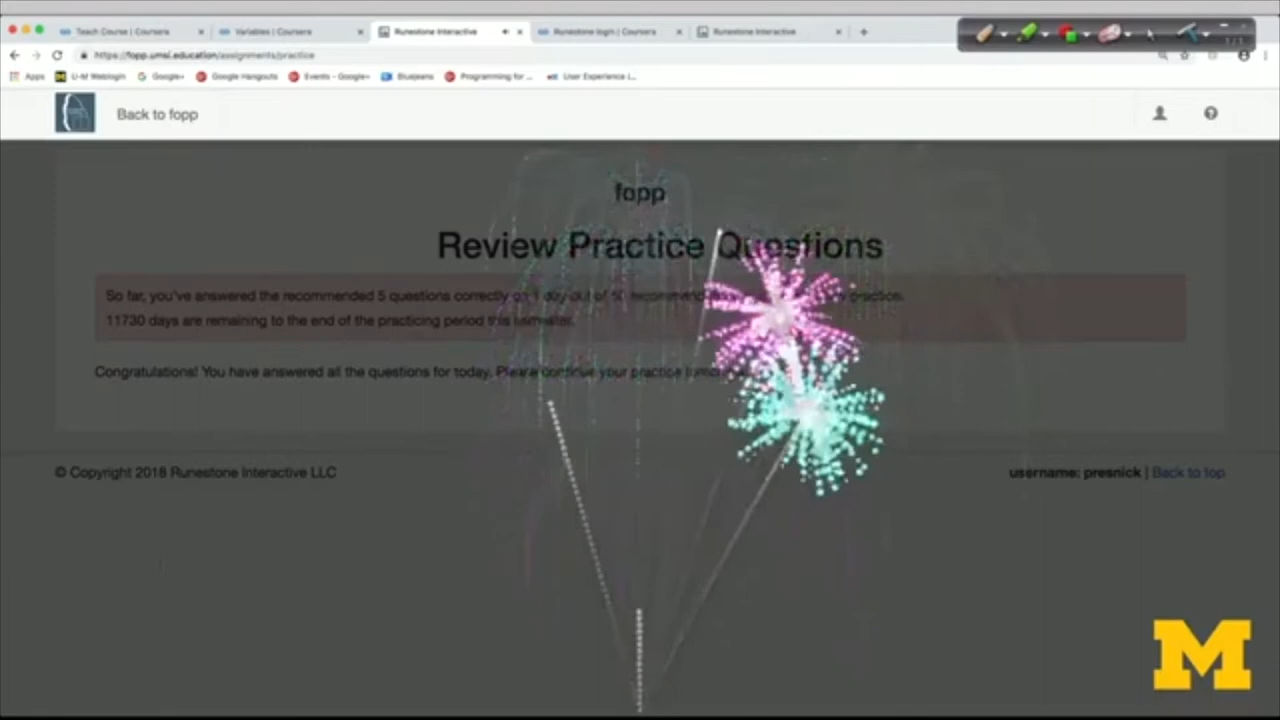 Teach Course | Coursera
Variables | Coursera
Runestone Interactive
Runestone login | Coursera
Runestone Interactive
https://fopp.umsi.education/assignments/practice
Apps
U-M Weblogin
Google+
Google Hangouts
Events - Google+
BlueJeans
Programming for ...
User Experience i...
Back to fopp
fopp
Review Practice Questions
So far, you've answered the recommended 5 questions correctly on 1 day out of 50 practice.
11730 days are remaining to the end of the practicing period this semester.
Congratulations! You have answered all the questions for today. Please continue your practice
© Copyright 2018 Runestone Interactive LLC
username: presnick | Back to top
M